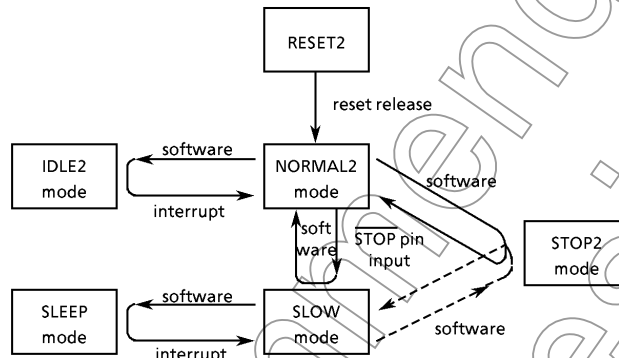 RESET2
reset release
IDLE2
mode
software
interrupt
NORMAL2
mode
software
soft
ware
STOP pin
input
STOP2
mode
SLEEP
mode
software
interrupt
SLOW
mode
software